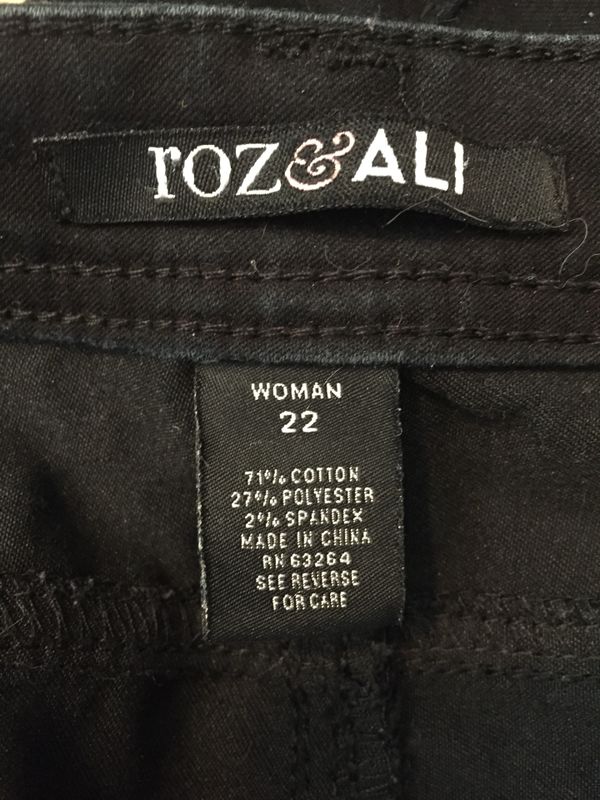 roz&ALI
WOMAN
22
71% COTTON
27% POLYESTER
2% SPANDEX
MADE IN CHINA
RN 63264
SEE REVERSE
FOR CARE